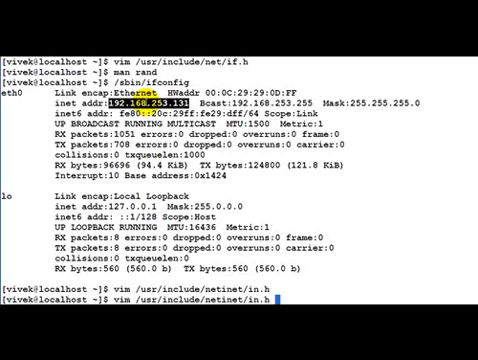 [vivek@localhost ~]$ vim /usr/include/net/if.h
[vivek@localhost ~]$ man rand
[vivek@localhost ~]$ /sbin/ifconfig
eth0 Link encap:Ethernet HWaddr 00:0C:29:29:0D:FF
inet addr:192.168.253.131 Bcast:192.168.253.255 Mask:255.255.255.0
inet6 addr: fe80::20c:29ff:fe29:dff/64 Scope:Link
UP BROADCAST RUNNING MULTICAST MTU:1500 Metric:1
RX packets:1051 errors:0 dropped:0 overruns:0 frame:0
TX packets:708 errors:0 dropped:0 overruns:0 carrier:0
collisions:0 txqueuelen:1000
RX bytes:96696 (94.4 KiB) TX bytes:124800 (121.8 KiB)
Interrupt:10 Base address:0x1424
lo Link encap:Local Loopback
inet addr:127.0.0.1 Mask:255.0.0.0
inet6 addr: ::1/128 Scope:Host
UP LOOPBACK RUNNING MTU:16436 Metric:1
RX packets:8 errors:0 dropped:0 overruns:0 frame:0
TX packets:8 errors:0 dropped:0 overruns:0 carrier:0
collisions:0 txqueuelen:0
RX bytes:560 (560.0 b) TX bytes:560 (560.0 b)
[vivek@localhost ~]$ vim /usr/include/netinet/in.h
[vivek@localhost ~]$ vim /usr/include/netinet/in.h